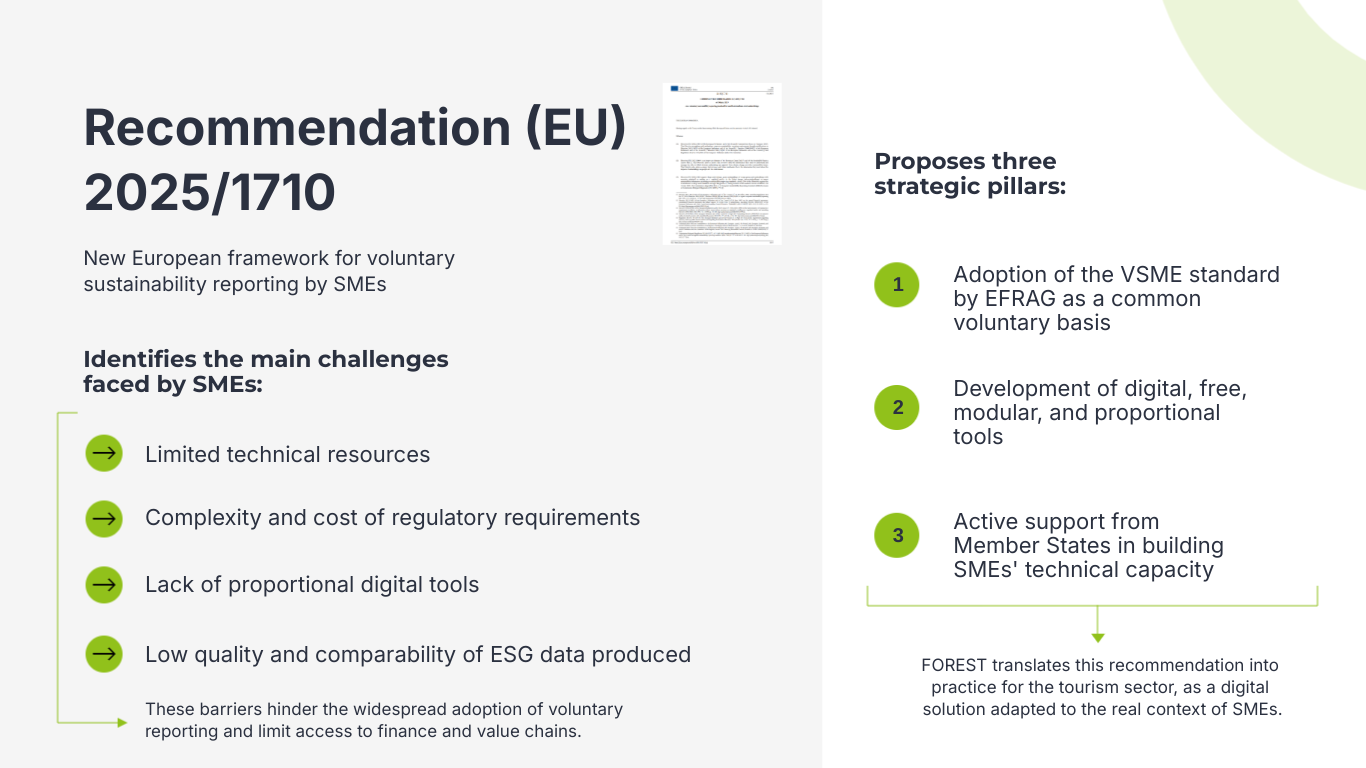 Recommendation (EU)
2025/1710
New European framework for voluntary
sustainability reporting by SMEs
Identifies the main challenges
faced by SMEs:
Limited technical resources
Complexity and cost of regulatory requirements
Lack of proportional digital tools
Low quality and comparability of ESG data produced
These barriers hinder the widespread adoption of voluntary
reporting and limit access to finance and value chains.
Proposes three
strategic pillars:
1
Adoption of the VSME standard
by EFRAG as a common
voluntary basis
2
Development of digital, free,
modular, and proportional
tools
3
Active support from
Member States in building
SMEs' technical capacity
FOREST translates this recommendation into
practice for the tourism sector, as a digital
solution adapted to the real context of SMEs.